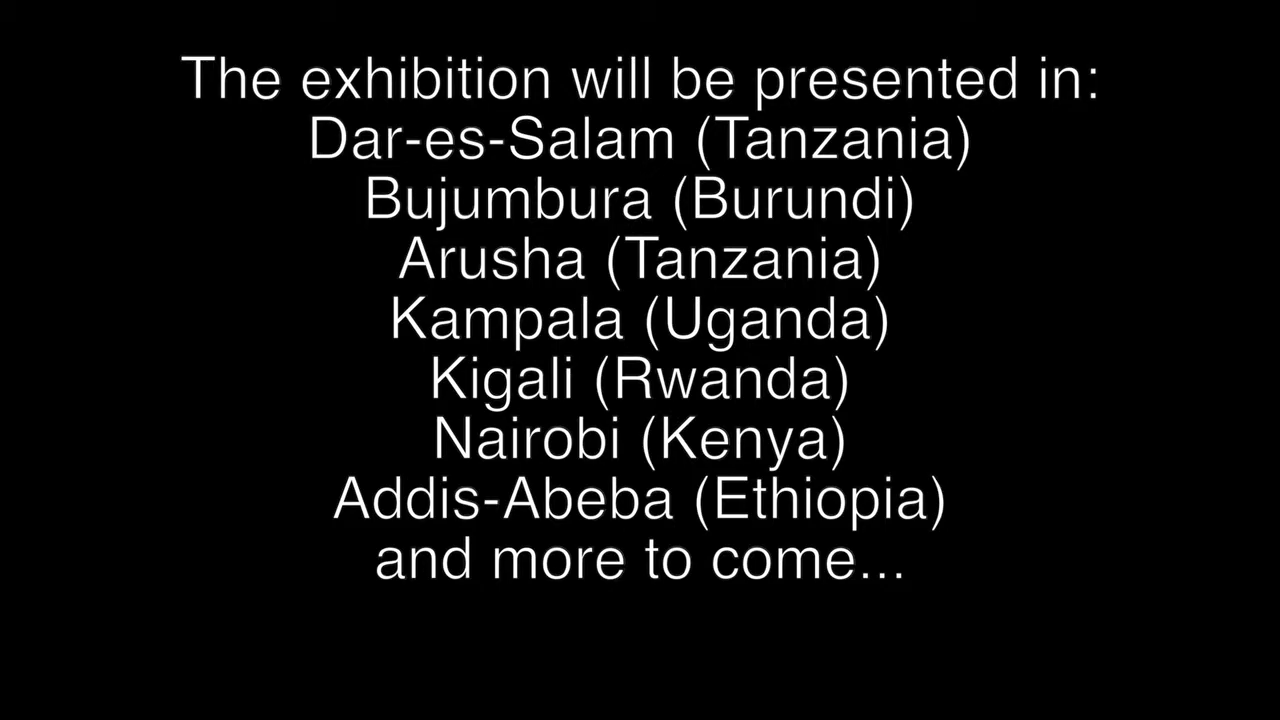 The exhibition will be presented in:
Dar-es-Salam (Tanzania)
Bujumbura (Burundi)
Arusha (Tanzania)
Kampala (Uganda)
Kigali (Rwanda)
Nairobi (Kenya)
Addis-Abeba (Ethiopia)
and more to come...